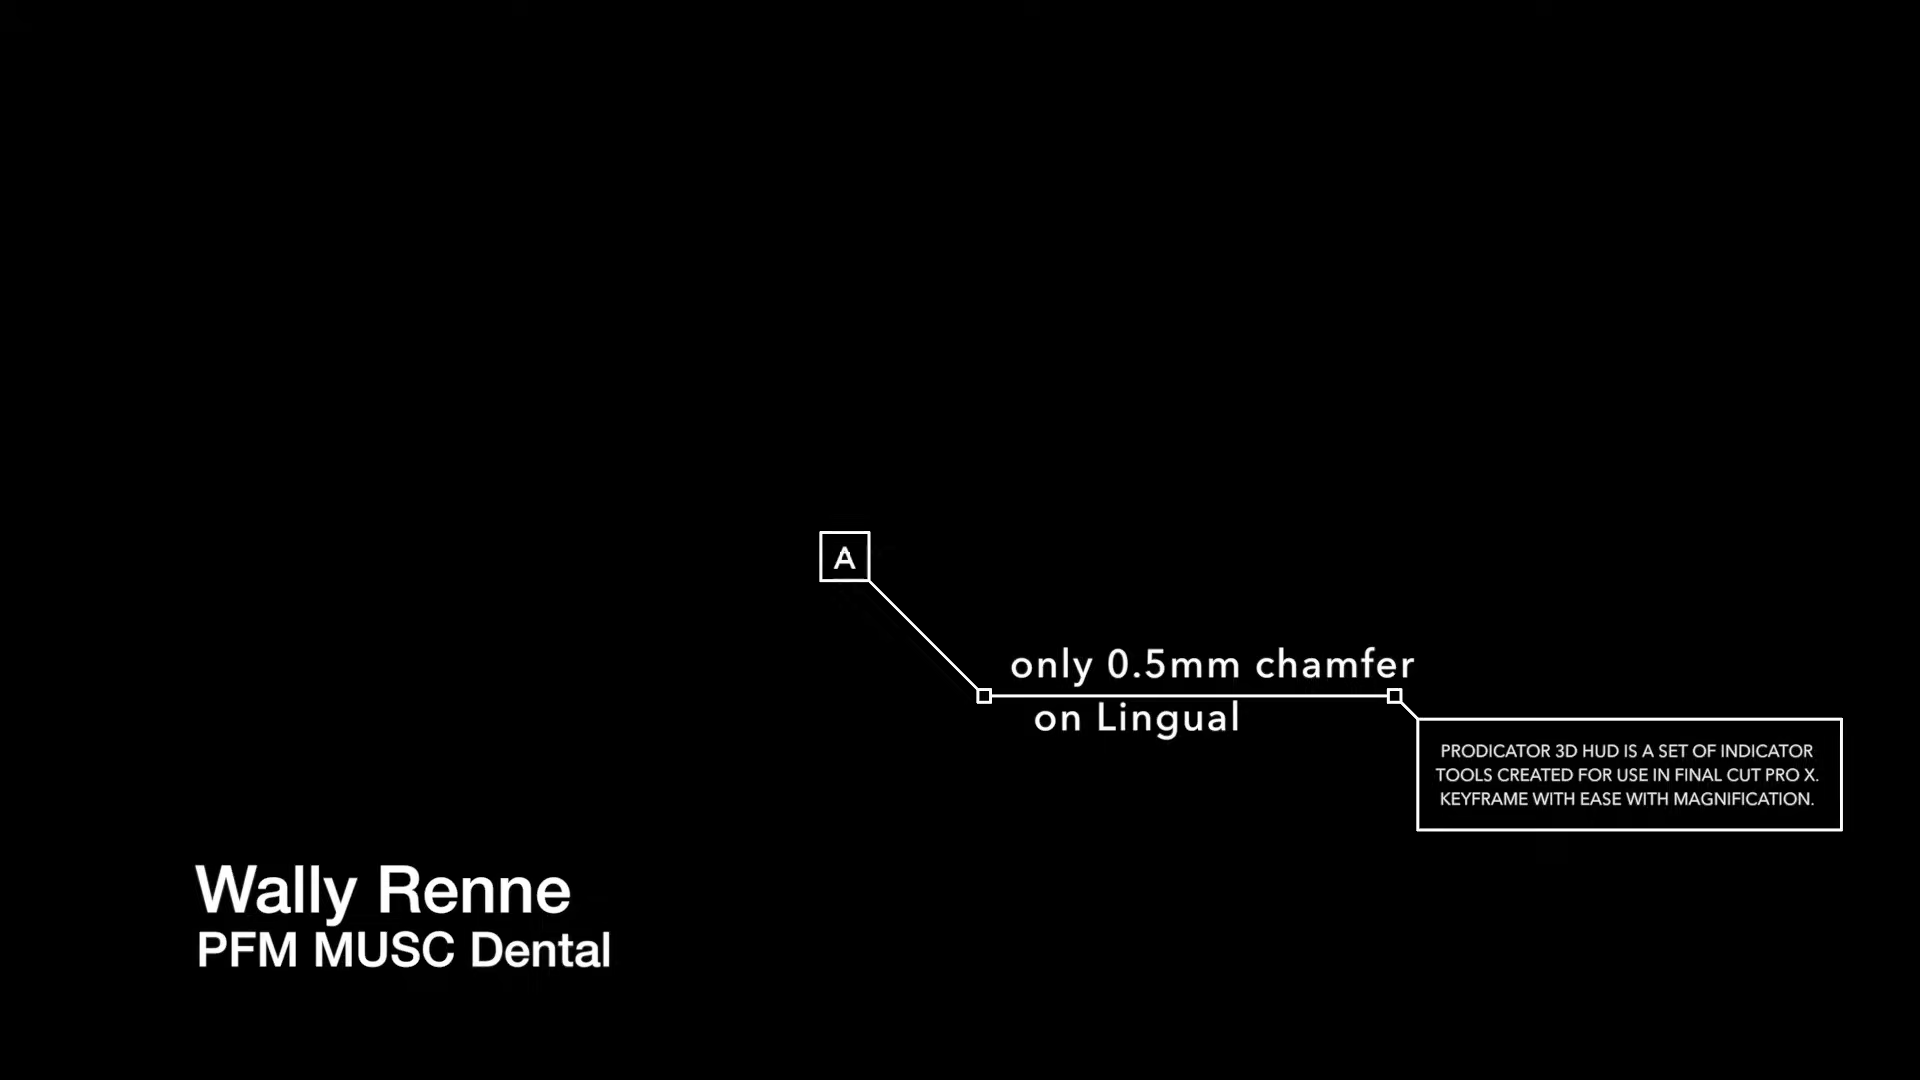 A
only 0.5mm chamfer
on Lingual
PRODICATOR 3D HUD IS A SET OF INDICATOR
TOOLS CREATED FOR USE IN FINAL CUT PRO X.
KEYFRAME WITH EASE WITH MAGNIFICATION.
Wally Renne
PFM MUSC Dental